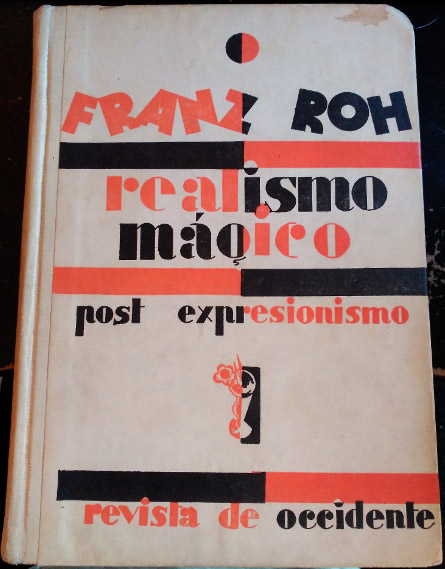 FRANZ ROH
realismo
mágico
post expresionismo
revista de occidente